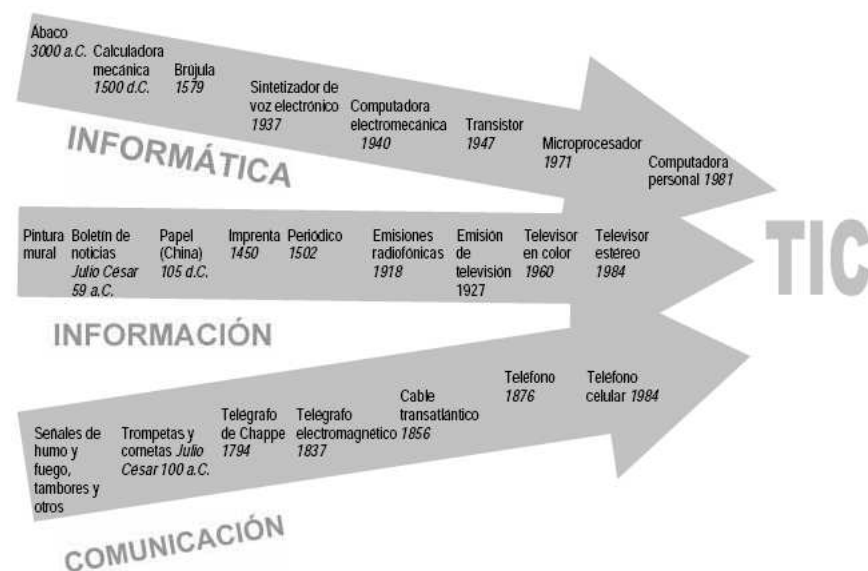 Ábaco
3000 a.C.
Calculadora
mecánica
1500 d.C.
Brújula
1579
Sintetizador de
voz electrónico
1937
Computadora
electromecánica
1940
Transistor
1947
Microprocesador
1971
Computadora
personal 1981
INFORMÁTICA
Pintura
mural
Boletín de
noticias
Julio César
59 a.C.
Papel
(China)
105 d.C.
Imprenta
1450
Periódico
1502
Emisiones
radiofónicas
1918
Emisión
de
televisión
1927
Televisor
en color
1960
Televisor
estéreo
1984
TIC
INFORMACIÓN
Señales de
humo y
fuego,
tambores y
otros
Trompetas y
cornetas Julio
César 100 a.C.
Telégrafo
de Chappe
1794
Telégrafo
electromagnético
1837
Cable
transatlántico
1856
Teléfono
1876
Teléfono
celular 1984
COMUNICACIÓN